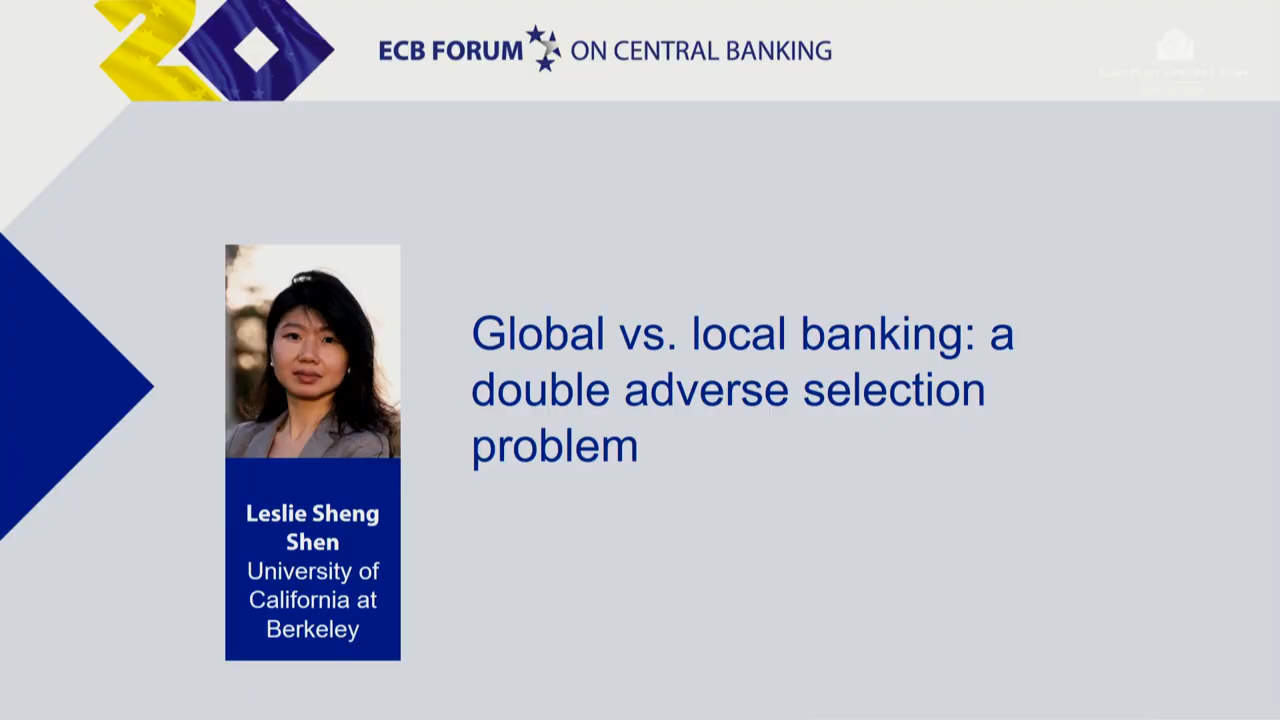 20
ECB FORUM ON CENTRAL BANKING
Global vs. local banking: a
double adverse selection
problem
Leslie Sheng
Shen
University of
California at
Berkeley